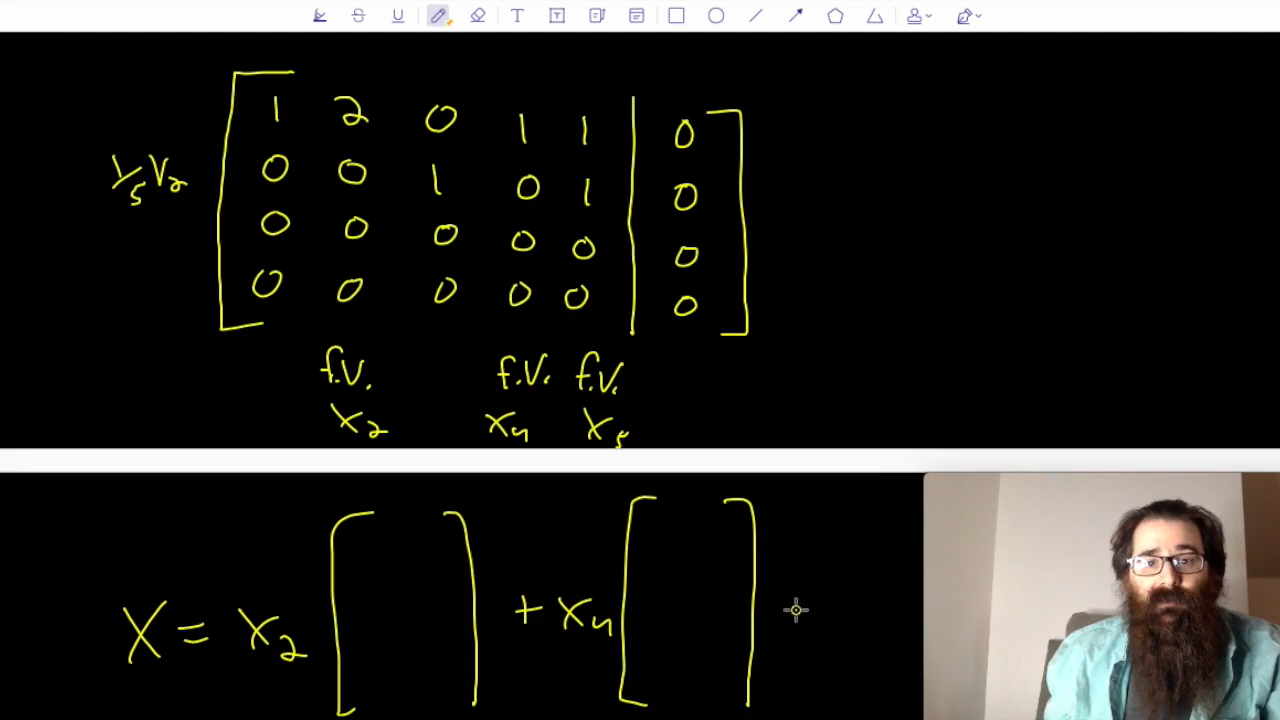 1 2 0 1 1 | 0
1/5 V2 0 0 1 0 1 | 0
0 0 0 0 0 | 0
0 0 0 0 0 | 0
f.V. f.V. f.V.
x2 x4 x5
X = x2 [ ] + x4 [ ]